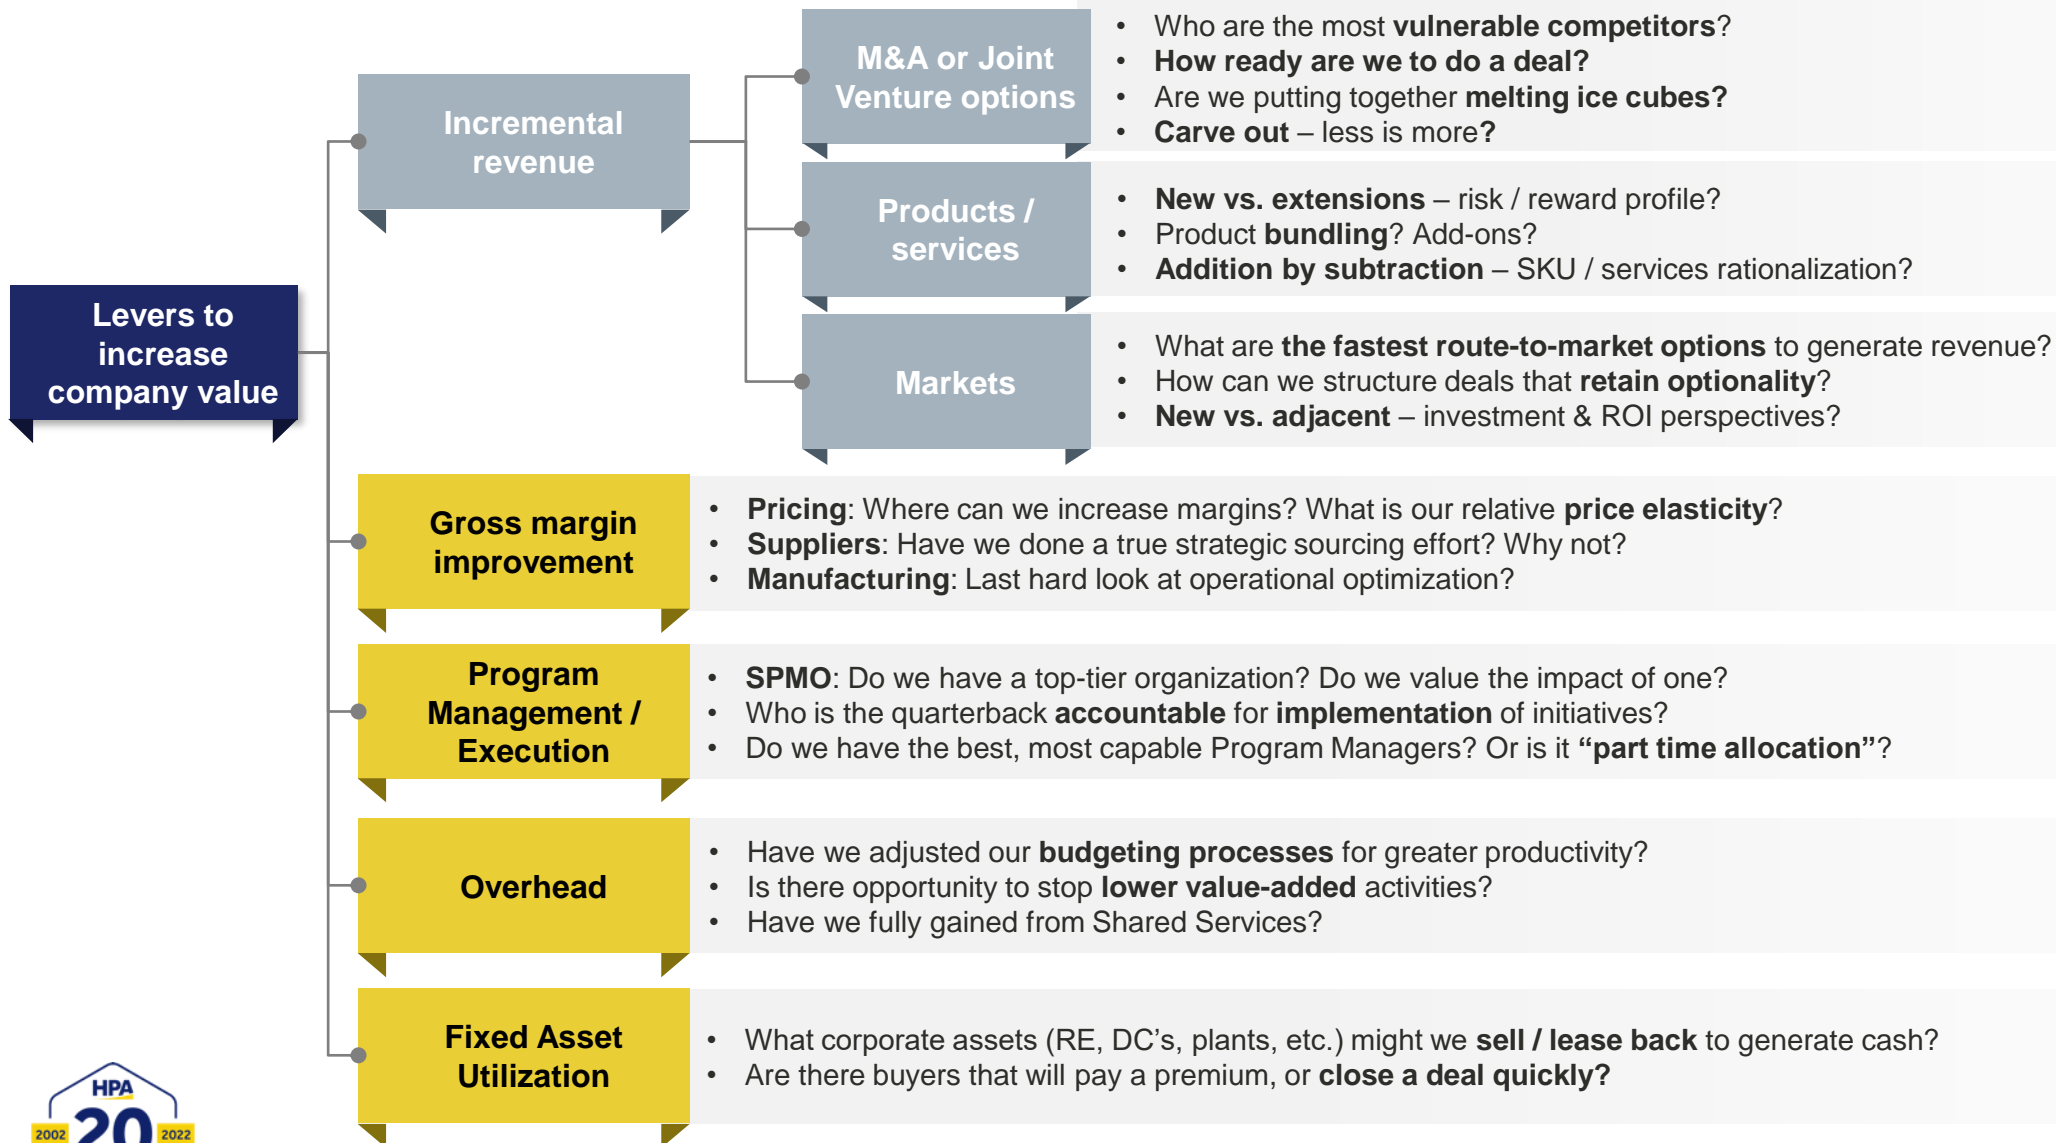 Levers to
increase
company value
Incremental
revenue
M&A or Joint
Venture options
• Who are the most vulnerable competitors?
• How ready are we to do a deal?
• Are we putting together melting ice cubes?
• Carve out – less is more?
Products /
services
• New vs. extensions – risk / reward profile?
• Product bundling? Add-ons?
• Addition by subtraction – SKU / services rationalization?
Markets
• What are the fastest route-to-market options to generate revenue?
• How can we structure deals that retain optionality?
• New vs. adjacent – investment & ROI perspectives?
Gross margin
improvement
• Pricing: Where can we increase margins? What is our relative price elasticity?
• Suppliers: Have we done a true strategic sourcing effort? Why not?
• Manufacturing: Last hard look at operational optimization?
Program
Management /
Execution
• SPMO: Do we have a top-tier organization? Do we value the impact of one?
• Who is the quarterback accountable for implementation of initiatives?
• Do we have the best, most capable Program Managers? Or is it “part time allocation”?
Overhead
• Have we adjusted our budgeting processes for greater productivity?
• Is there opportunity to stop lower value-added activities?
• Have we fully gained from Shared Services?
Fixed Asset
Utilization
• What corporate assets (RE, DC’s, plants, etc.) might we sell / lease back to generate cash?
• Are there buyers that will pay a premium, or close a deal quickly?
HPA
2002 20 2022